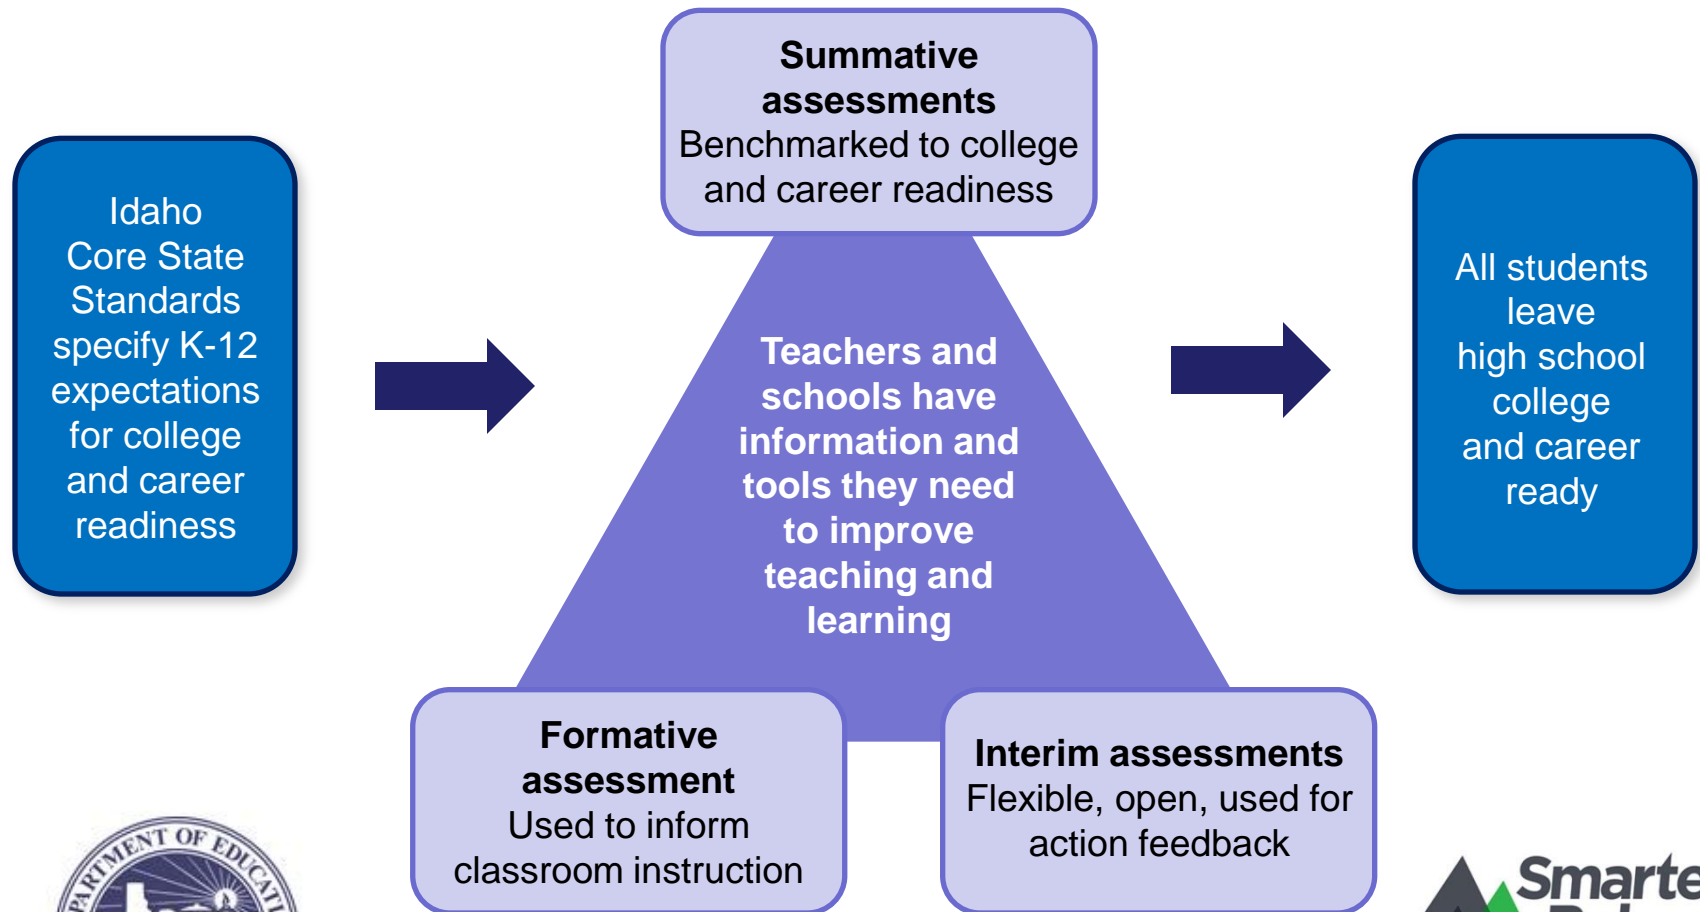 Summative
assessments
Benchmarked to college
and career readiness
Idaho
Core State
Standards
specify K-12
expectations
for college
and career
readiness
Teachers and
schools have
information and
tools they need
to improve
teaching and
learning
All students
leave
high school
college
and career
ready
Formative
assessment
Used to inform
classroom instruction
Interim assessments
Flexible, open, used for
action feedback
OF
Smarte